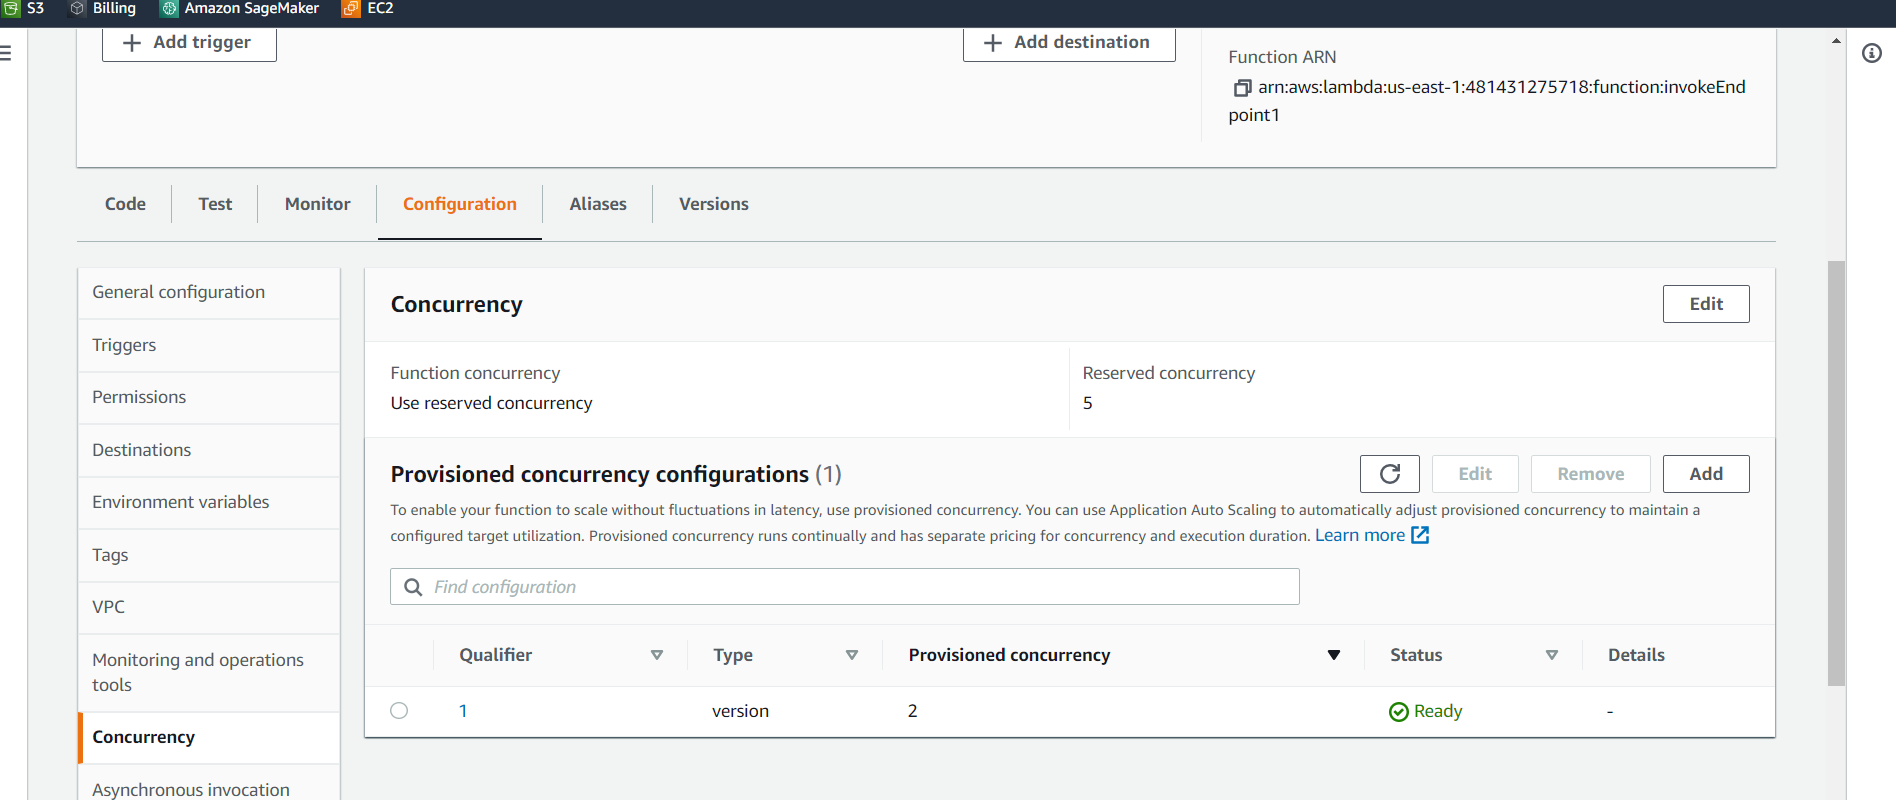 S3 Billing Amazon SageMaker EC2
Add trigger
Add destination
Function ARN
arn:aws:lambda:us-east-1:481431275718:function:invokeEnd
point1
Code Test Monitor Configuration Aliases Versions
General configuration
Triggers
Permissions
Destinations
Environment variables
Tags
VPC
Monitoring and operations
tools
Concurrency
Asynchronous invocation
Concurrency
Edit
Function concurrency
Use reserved concurrency
Reserved concurrency
5
Provisioned concurrency configurations (1)
Edit Remove Add
To enable your function to scale without fluctuations in latency, use provisioned concurrency. You can use Application Auto Scaling to automatically adjust provisioned concurrency to maintain a
configured target utilization. Provisioned concurrency runs continually and has separate pricing for concurrency and execution duration. Learn more
Find configuration
Qualifier Type Provisioned concurrency Status Details
1 version 2 Ready -